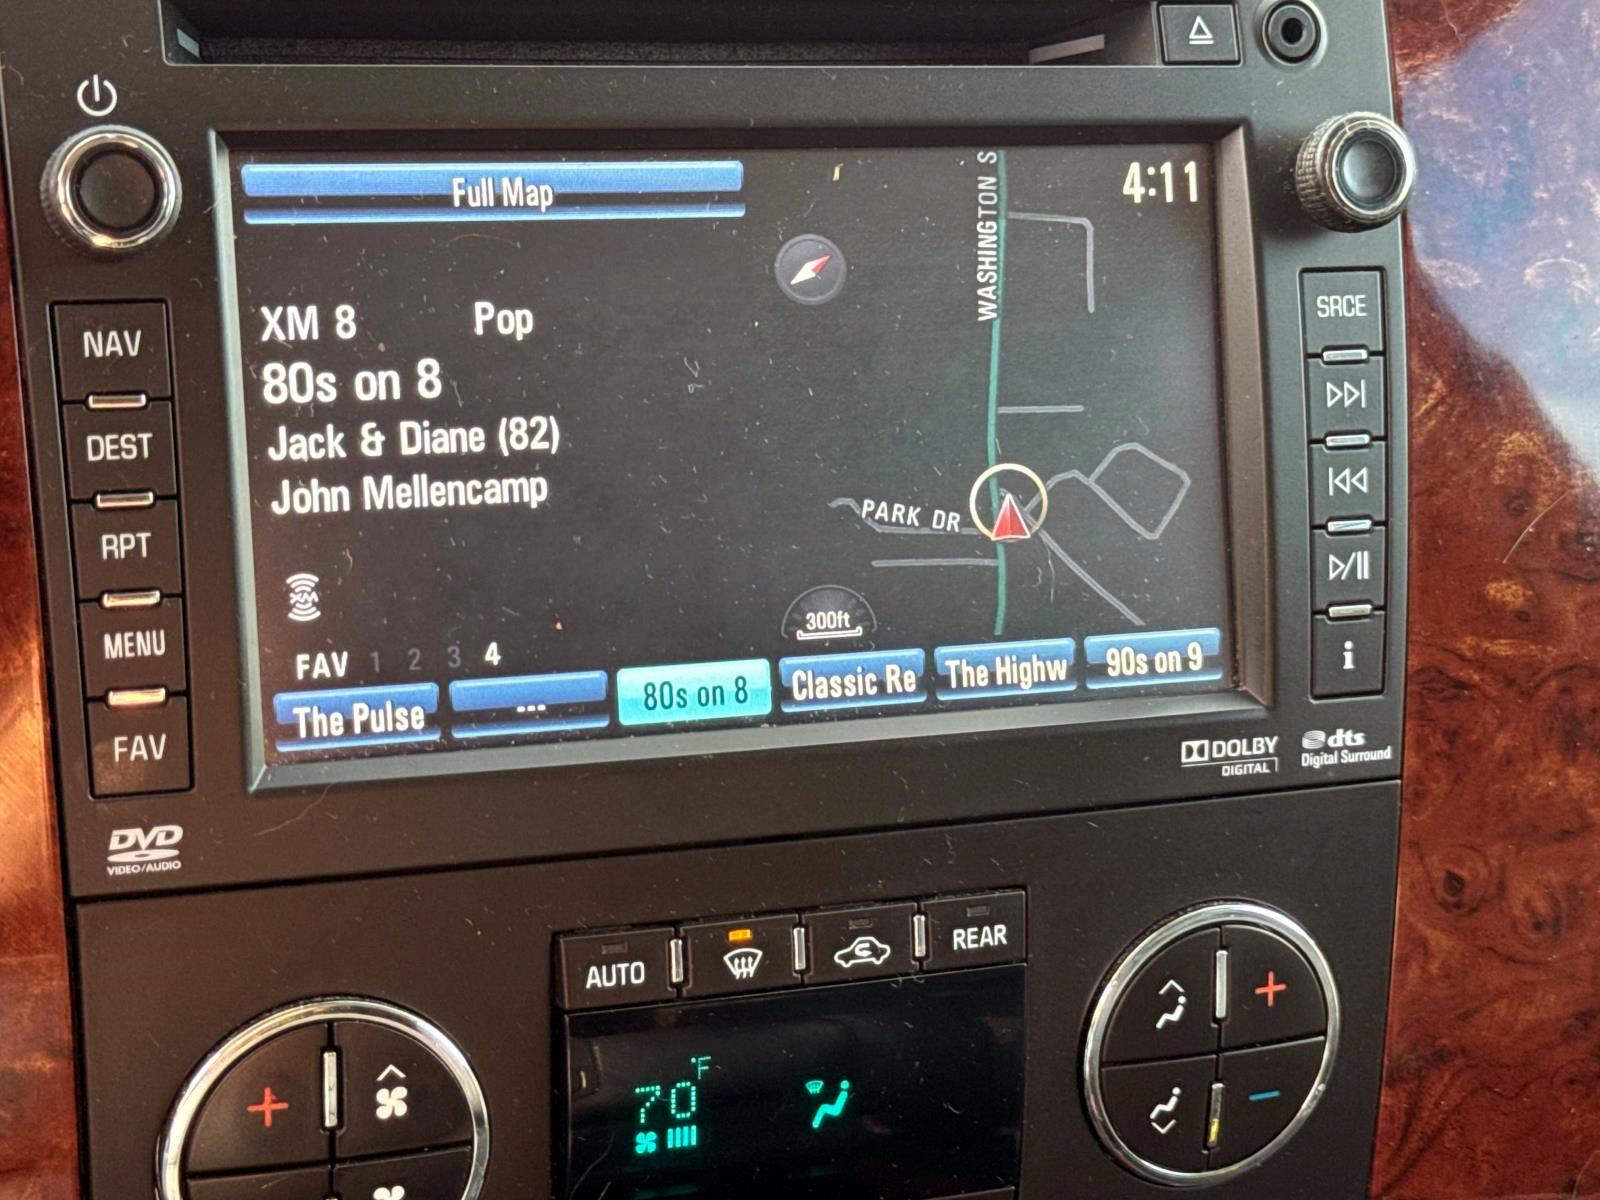 Full Map
4:11
WASHINGTON S
XM 8 Pop
80s on 8
Jack & Diane (82)
John Mellencamp
PARK DR
XM
300ft
FAV 1 2 3 4
The Pulse
...
80s on 8
Classic Re
The Highw
90s on 9
NAV
DEST
RPT
MENU
FAV
SRCE
i
DVD
VIDEO/AUDIO
DOLBY
DIGITAL
dts
Digital Surround
AUTO
REAR
70°F